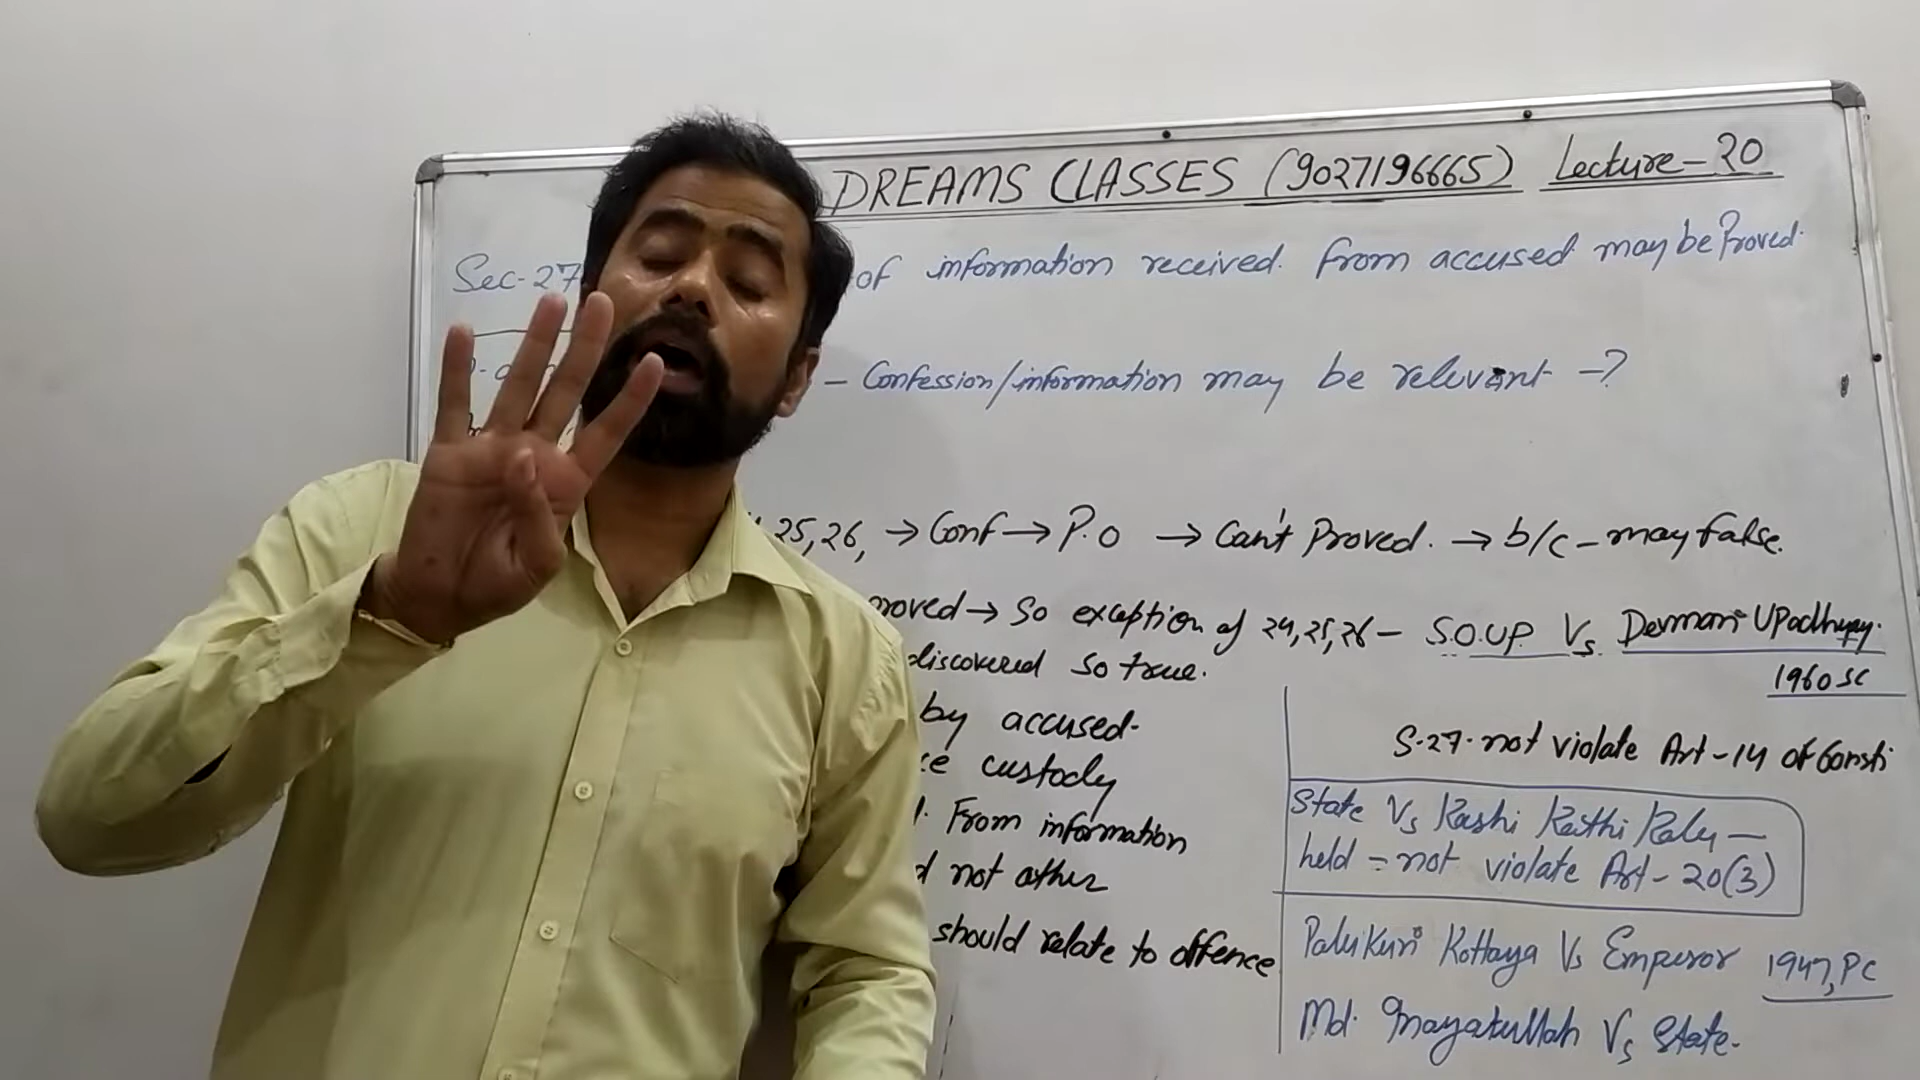 DREAMS CLASSES (9027196665) Lecture-20
Sec-27 of information received. From accused may be Proved.
- Confession/information may be relevant -?
25, 26, → Conf → P.O → Can't Proved. → b/c - may false.
proved → So exception of 24, 25, 26 - S.O.U.P. Vs Devman Upadhyay.
discovered so true.
1960 SC
by accused.
S.27. not violate Art-14 of Consti
custody
State Vs Kashi Kathi Kalu -
From information
held = not violate Art-20(3)
not other
should relate to offence
Palukuri Kottaya Vs Emperor 1947, PC
Md. Inayatullah Vs State.